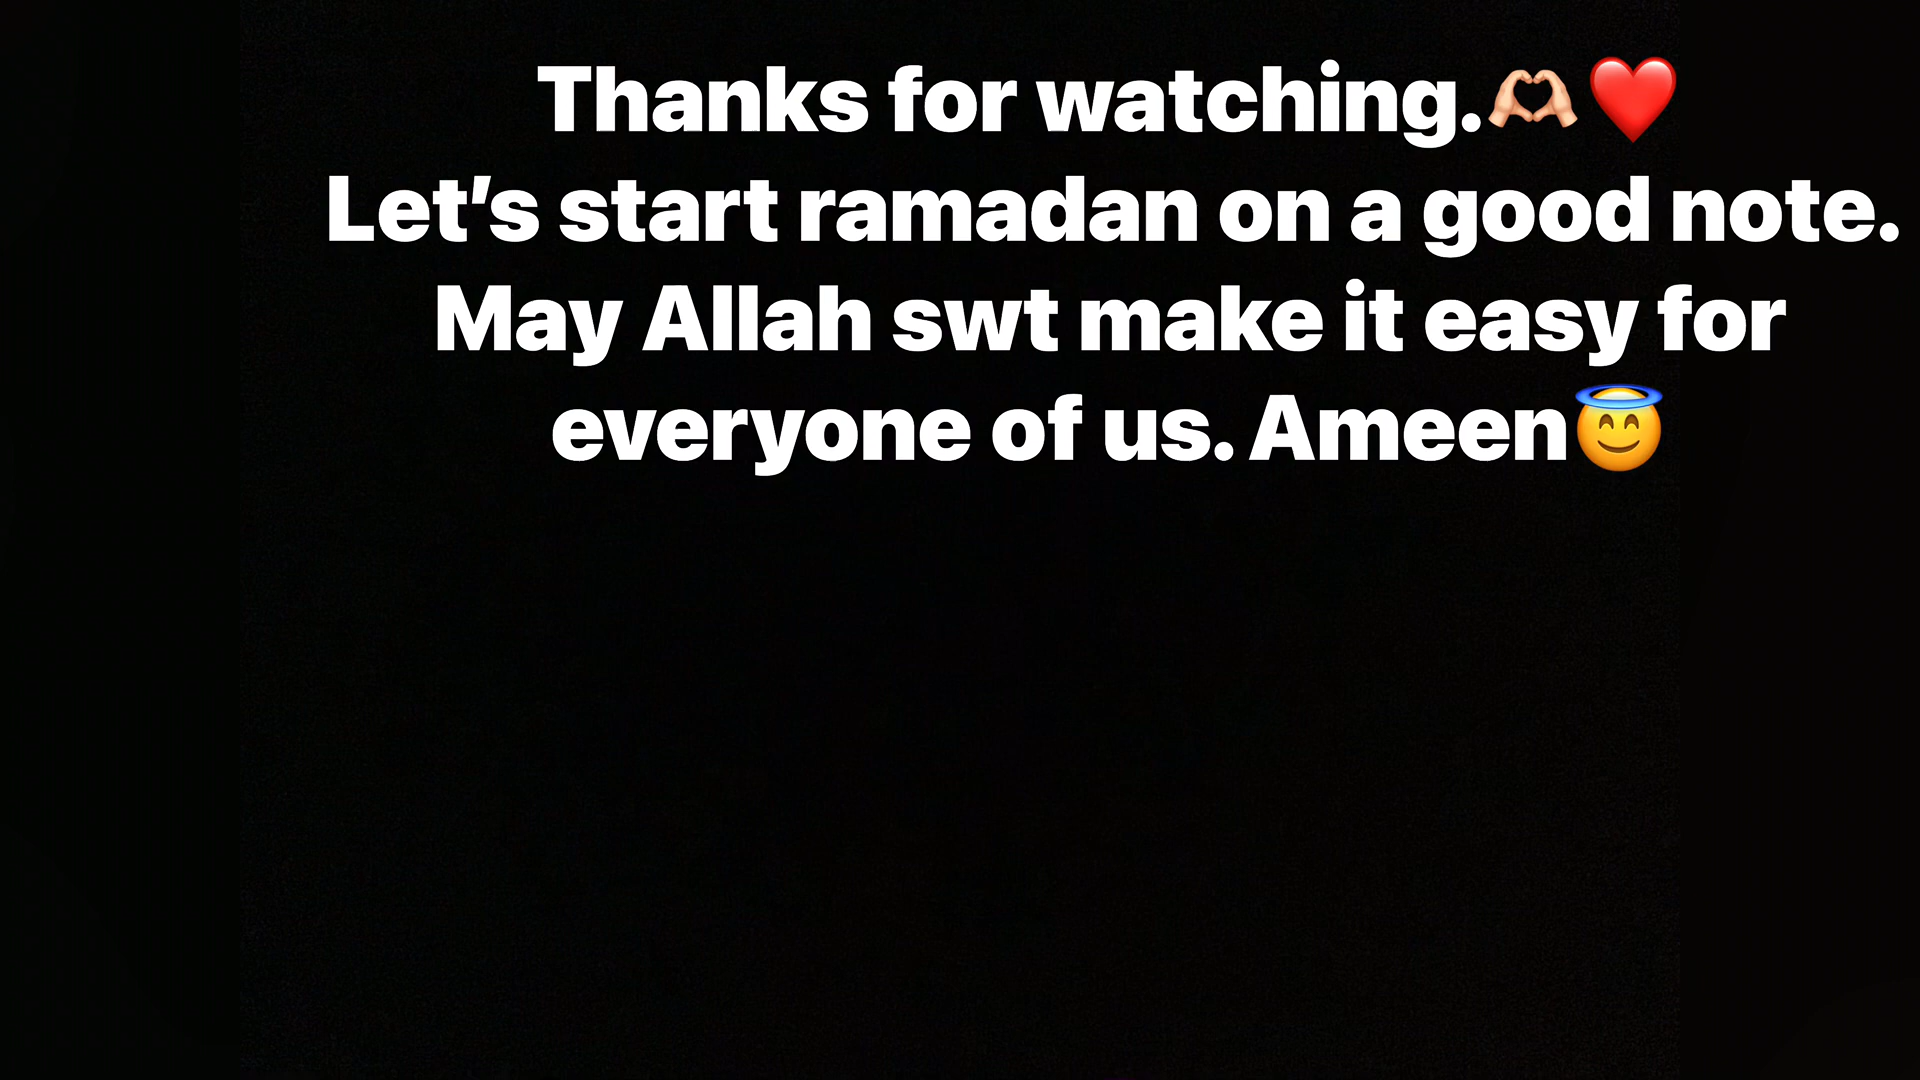 Thanks for watching.🫶🏼❤️
Let’s start ramadan on a good note.
May Allah swt make it easy for
everyone of us. Ameen😇